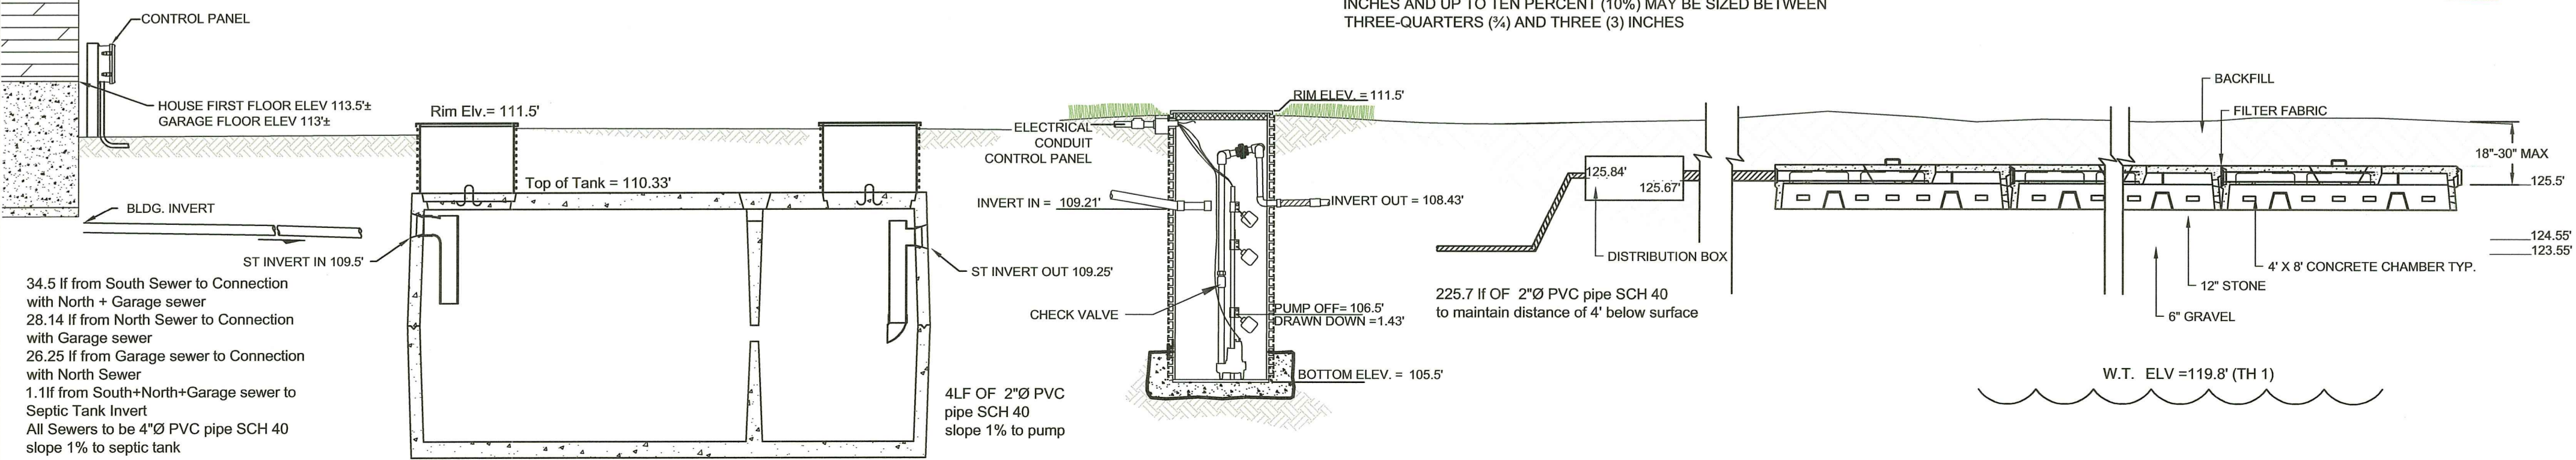 INCHES AND UP TO TEN PERCENT (10%) MAY BE SIZED BETWEEN
THREE-QUARTERS (¾) AND THREE (3) INCHES
CONTROL PANEL
HOUSE FIRST FLOOR ELEV 113.5'±
GARAGE FLOOR ELEV 113'±
Rim Elv.= 111.5'
Top of Tank = 110.33'
BLDG. INVERT
ST INVERT IN 109.5'
ST INVERT OUT 109.25'
34.5 lf from South Sewer to Connection
with North + Garage sewer
28.14 lf from North Sewer to Connection
with Garage sewer
26.25 lf from Garage sewer to Connection
with North Sewer
1.1lf from South+North+Garage sewer to
Septic Tank Invert
All Sewers to be 4"Ø PVC pipe SCH 40
slope 1% to septic tank
4LF OF 2"Ø PVC
pipe SCH 40
slope 1% to pump
RIM ELEV. = 111.5'
ELECTRICAL
CONDUIT
CONTROL PANEL
INVERT IN = 109.21'
INVERT OUT = 108.43'
CHECK VALVE
PUMP OFF= 106.5'
DRAWN DOWN =1.43'
BOTTOM ELEV. = 105.5'
125.84'
125.67'
DISTRIBUTION BOX
225.7 lf OF 2"Ø PVC pipe SCH 40
to maintain distance of 4' below surface
BACKFILL
FILTER FABRIC
18"-30" MAX
125.5'
124.55'
123.55'
4' X 8' CONCRETE CHAMBER TYP.
12" STONE
6" GRAVEL
W.T. ELV =119.8' (TH 1)